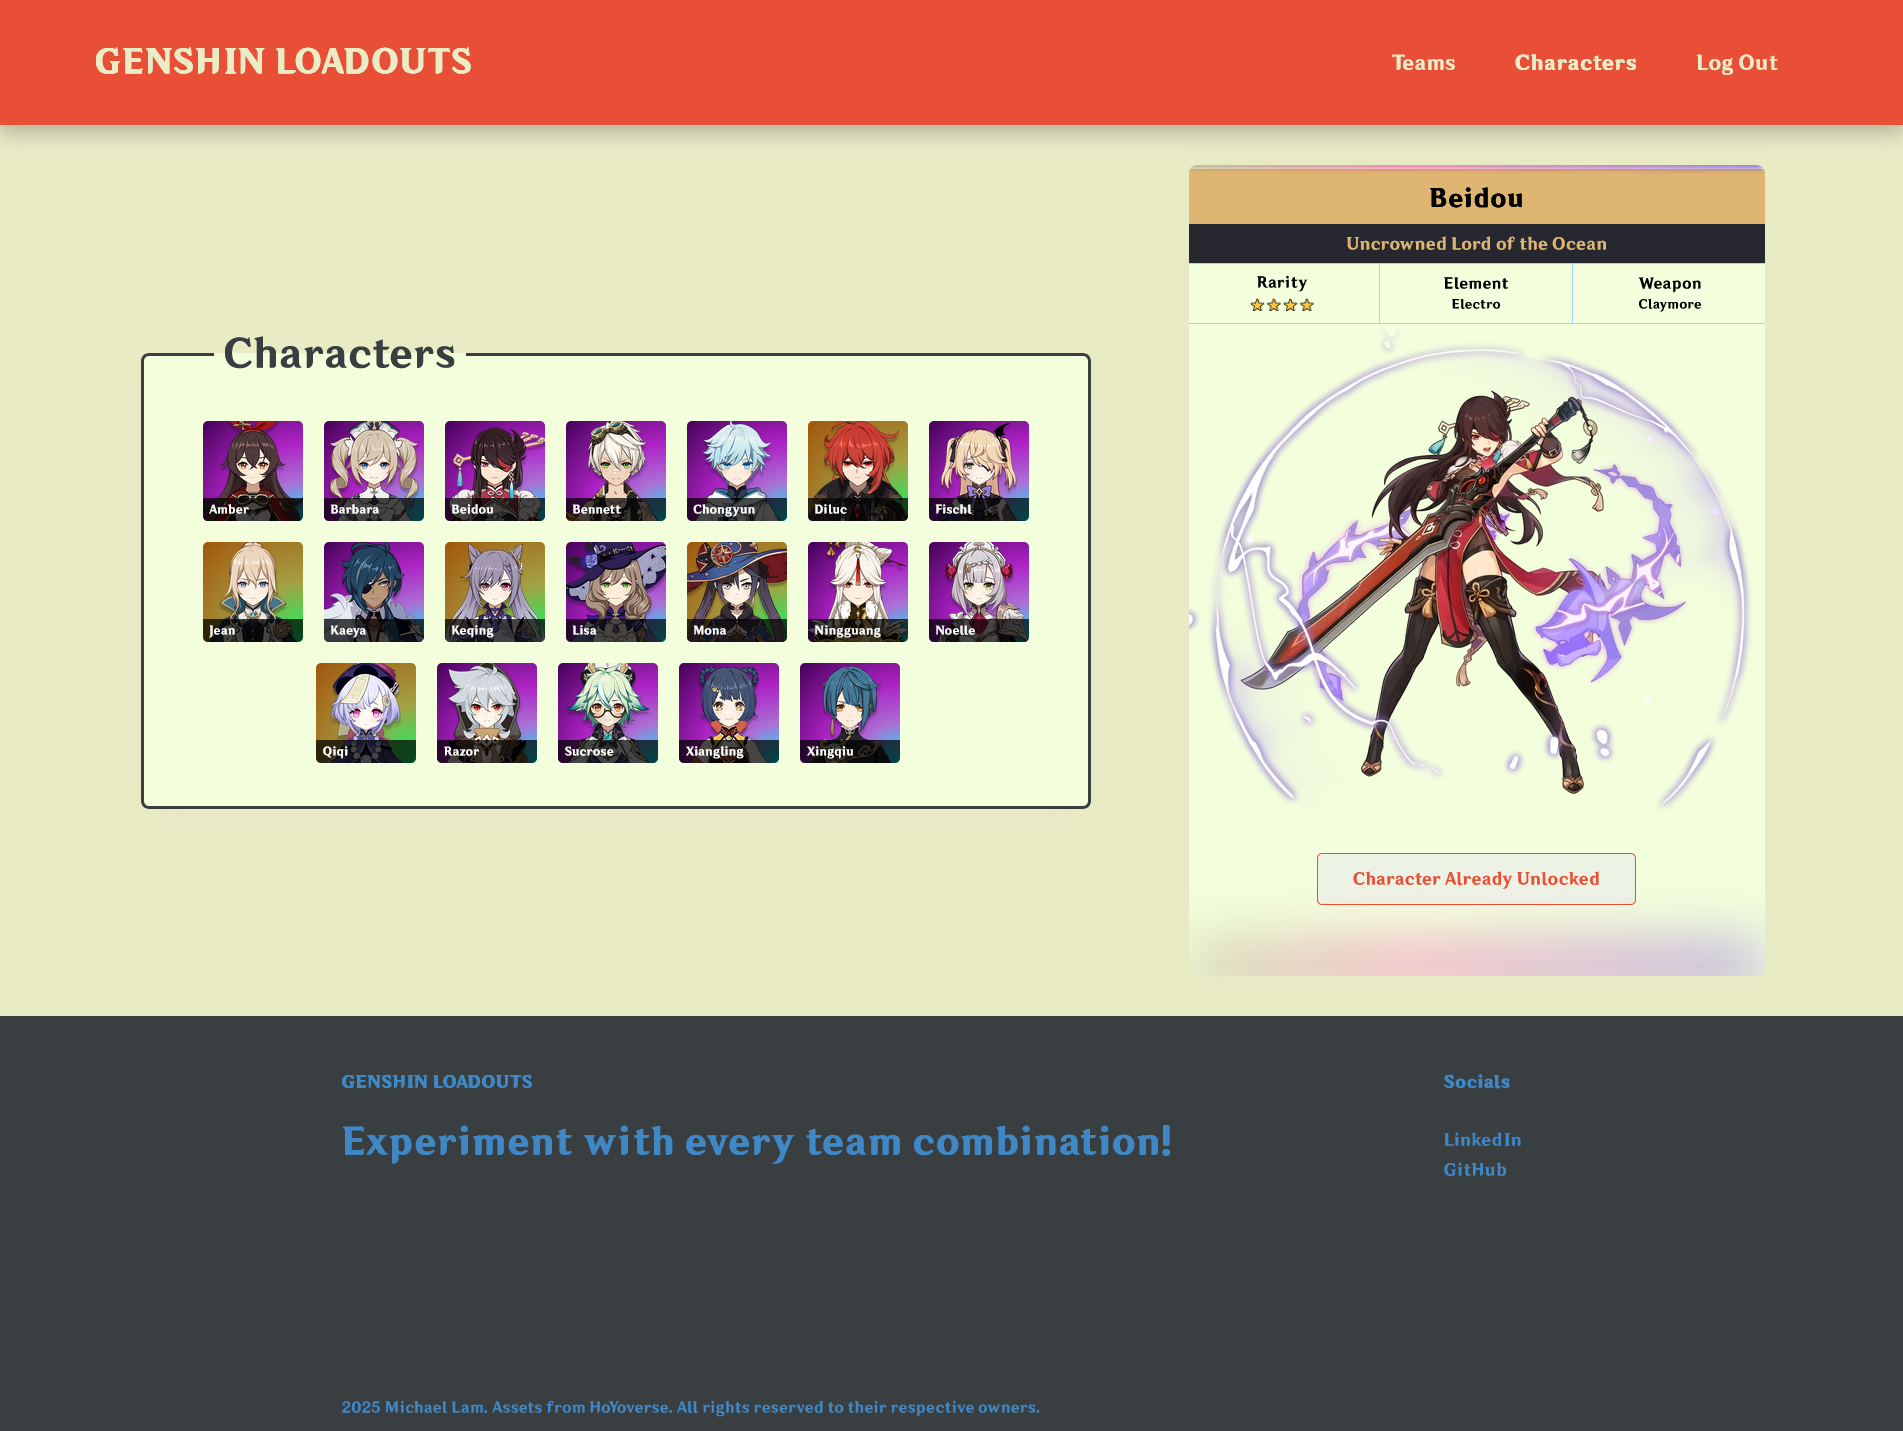 GENSHIN LOADOUTS
Teams
Characters
Log Out
Characters
Amber
Barbara
Beidou
Bennett
Chongyun
Diluc
Fischl
Jean
Kaeya
Keqing
Lisa
Mona
Ningguang
Noelle
Qiqi
Razor
Sucrose
Xiangling
Xingqiu
Beidou
Uncrowned Lord of the Ocean
Rarity
Element
Electro
Weapon
Claymore
Character Already Unlocked
GENSHIN LOADOUTS
Experiment with every team combination!
Socials
LinkedIn
GitHub
2025 Michael Lam. Assets from HoYoverse. All rights reserved to their respective owners.